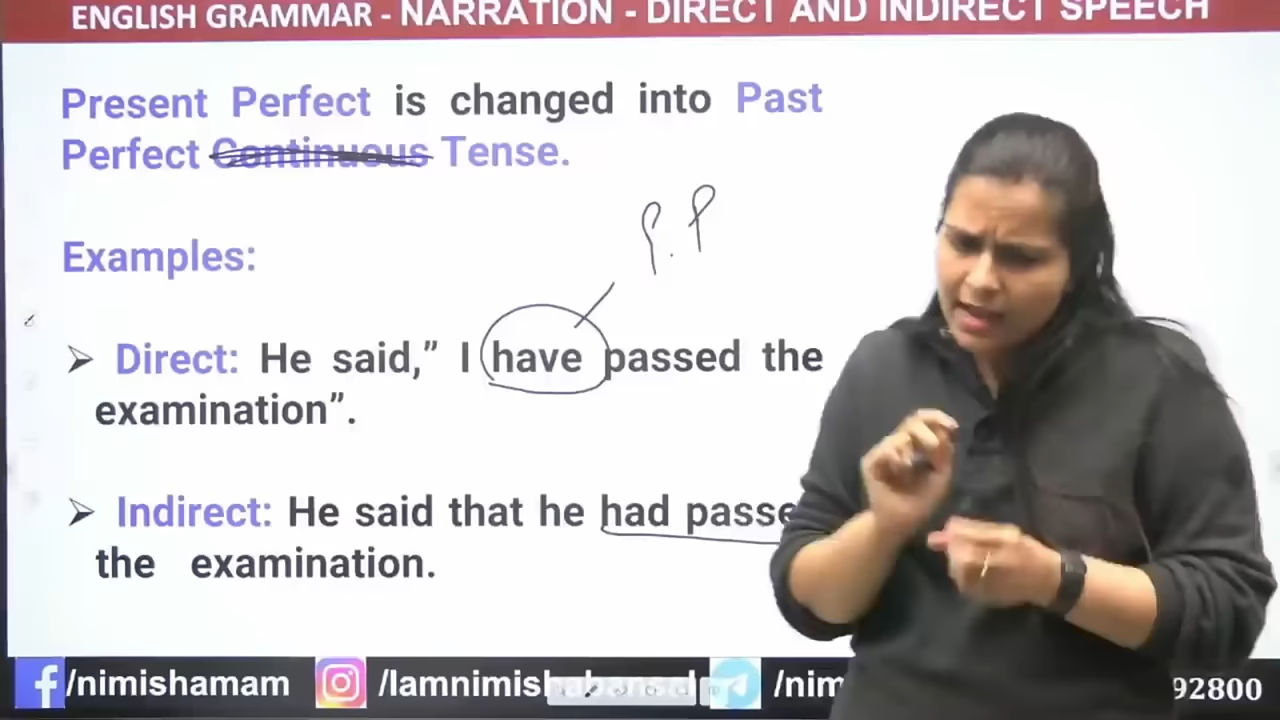 ENGLISH GRAMMAR - NARRATION - DIRECT AND INDIRECT SPEECH
Present Perfect is changed into Past
Perfect Continuous Tense.
P.P
Examples:
➢ Direct: He said,” I have passed the
examination”.
➢ Indirect: He said that he had passe
the examination.
/nimishamam /Iamnimishabansal /nim 92800